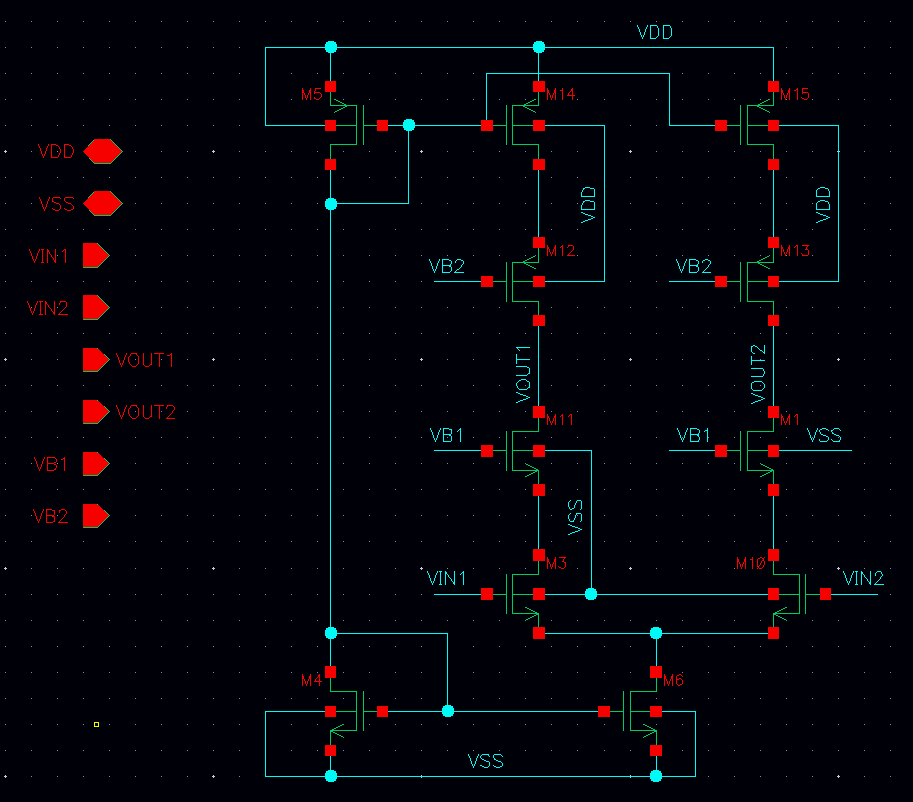 VDD
M5
M14
M15
VDD
VSS
VDD
VDD
VIN1
M12
M13
VB2
VB2
VIN2
VOUT1
VOUT1
VOUT2
VOUT2
M11
M1
VB1
VB1
VSS
VB1
VB2
VSS
M3
M10
VIN1
VIN2
M4
M6
VSS